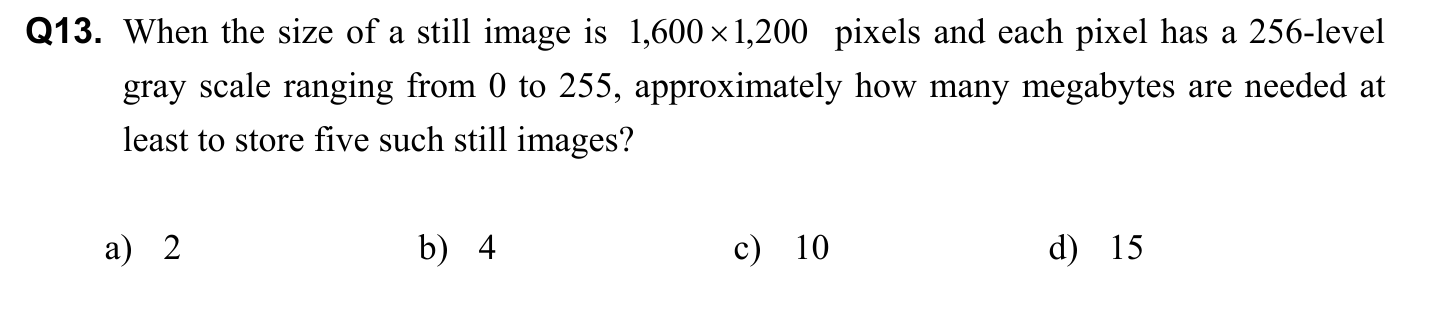 Q13. When the size of a still image is 1,600×1,200 pixels and each pixel has a 256-level
gray scale ranging from 0 to 255, approximately how many megabytes are needed at
least to store five such still images?
a) 2 b) 4 c) 10 d) 15